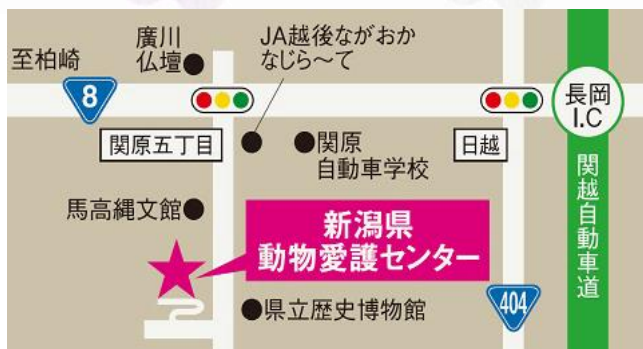 廣川
仏壇
JA越後ながおか
なじら～て
至柏崎
8
長岡
I.C
関原五丁目
関原
自動車学校
日越
関越自動車道
馬高縄文館
新潟県
動物愛護センター
県立歴史博物館
404